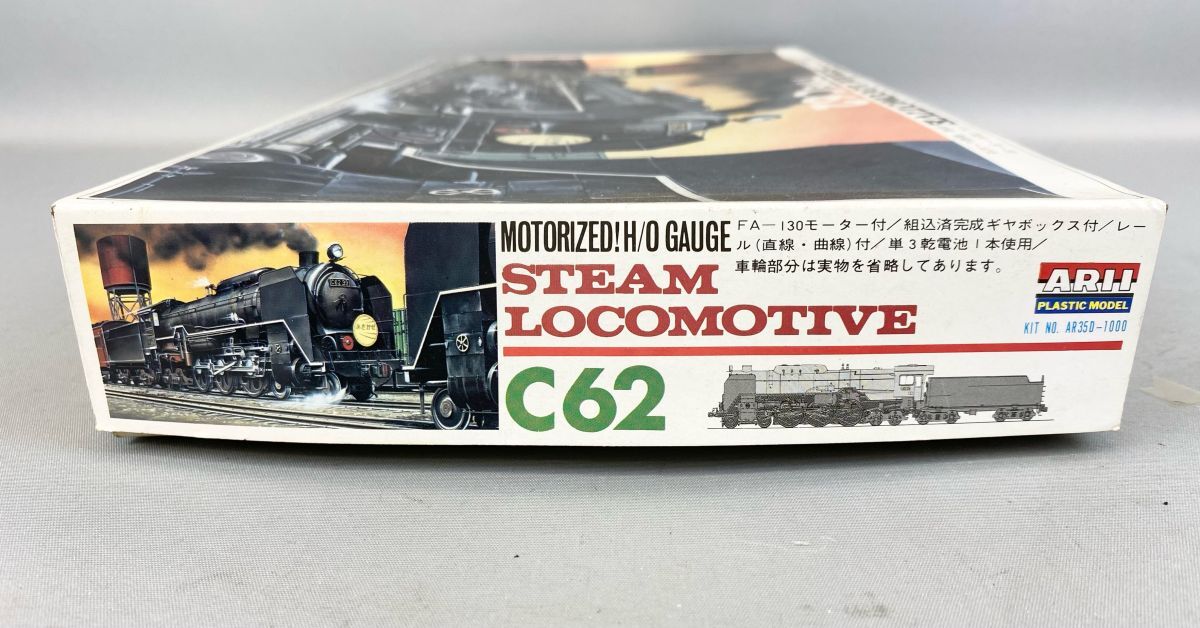 STEAM LOCOMOTIVE
MOTORIZED! H/O GAUGE
FA-130モーター付/組込済完成ギヤボックス付/レー
ル(直線・曲線)付/単3乾電池1本使用/
車輪部分は実物を省略してあります。
STEAM
LOCOMOTIVE
C62
ARH
PLASTIC MODEL
KIT NO. AR35D-1000